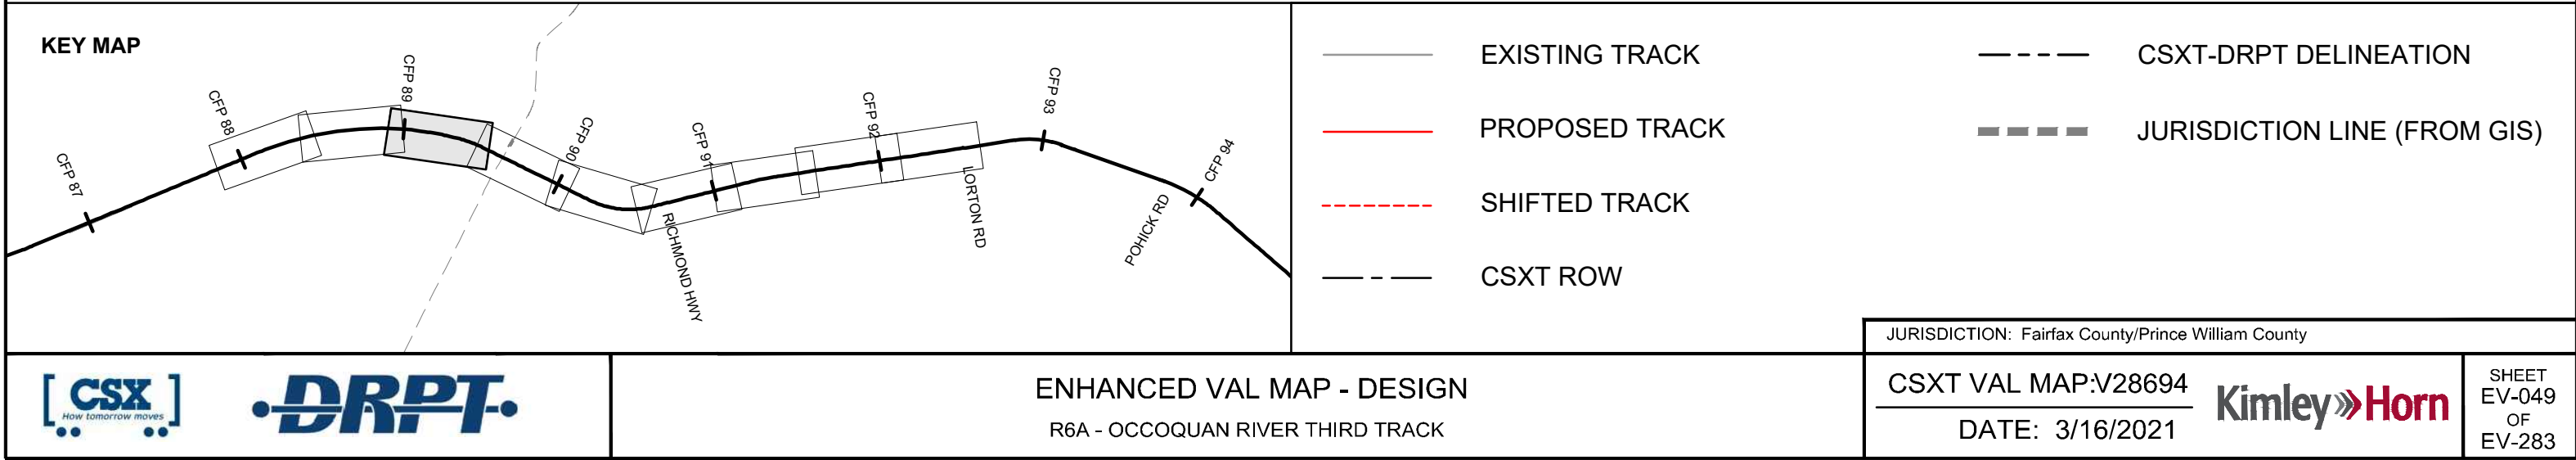 KEY MAP
CFP 87
CFP 88
CFP 89
CFP 90
CFP 91
CFP 92
CFP 93
CFP 94
RICHMOND HWY
LORTON RD
POHICK RD
EXISTING TRACK
PROPOSED TRACK
SHIFTED TRACK
CSXT ROW
CSXT-DRPT DELINEATION
JURISDICTION LINE (FROM GIS)
JURISDICTION: Fairfax County/Prince William County
CSX
How tomorrow moves
DRPT
ENHANCED VAL MAP - DESIGN
R6A - OCCOQUAN RIVER THIRD TRACK
CSXT VAL MAP:V28694
DATE: 3/16/2021
Kimley Horn
SHEET
EV-049
OF
EV-283